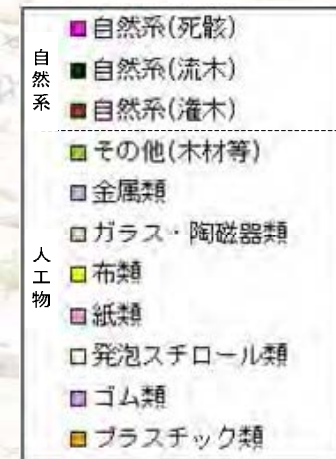 自然系
自然系(死骸)
自然系(流木)
自然系(潅木)
人工物
その他(木材等)
金属類
ガラス・陶磁器類
布類
紙類
発泡スチロール類
ゴム類
プラスチック類